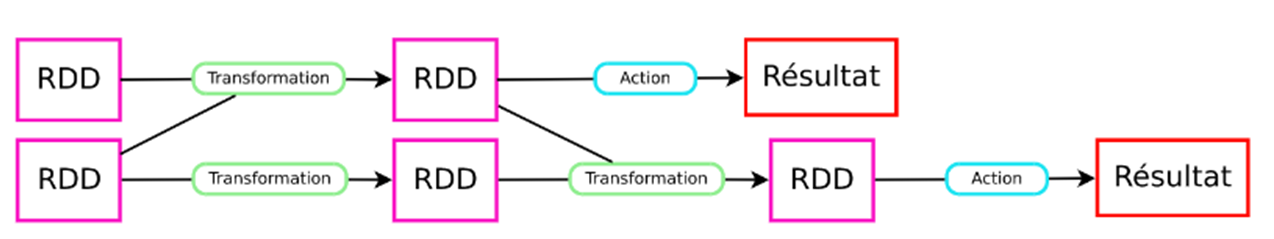 RDD
Transformation
RDD
Action
Résultat
RDD
Transformation
RDD
Transformation
RDD
Action
Résultat